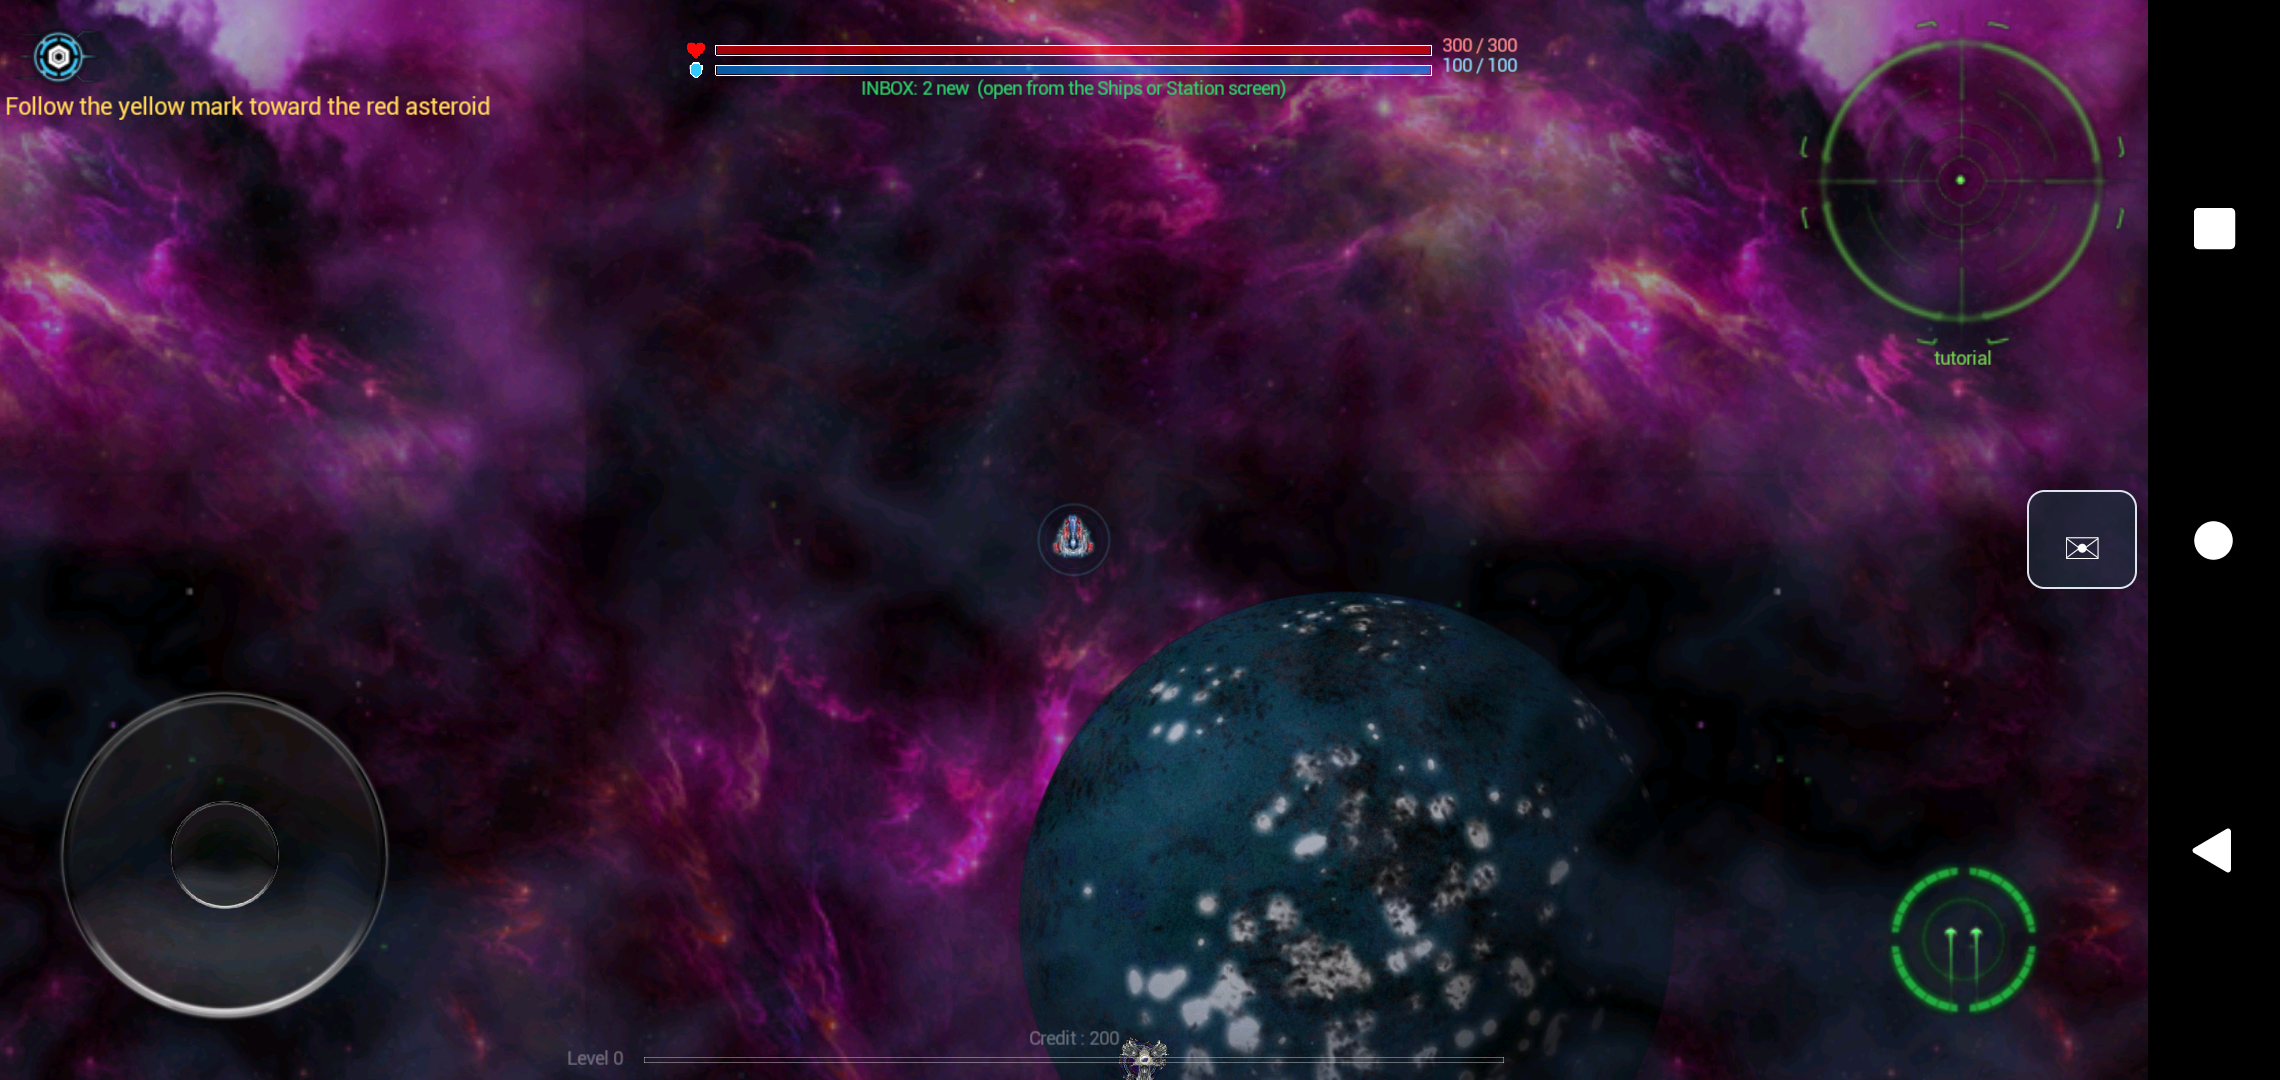 300 / 300
100 / 100
INBOX: 2 new (open from the Ships or Station screen)
Follow the yellow mark toward the red asteroid
tutorial
Credit : 200
Level 0